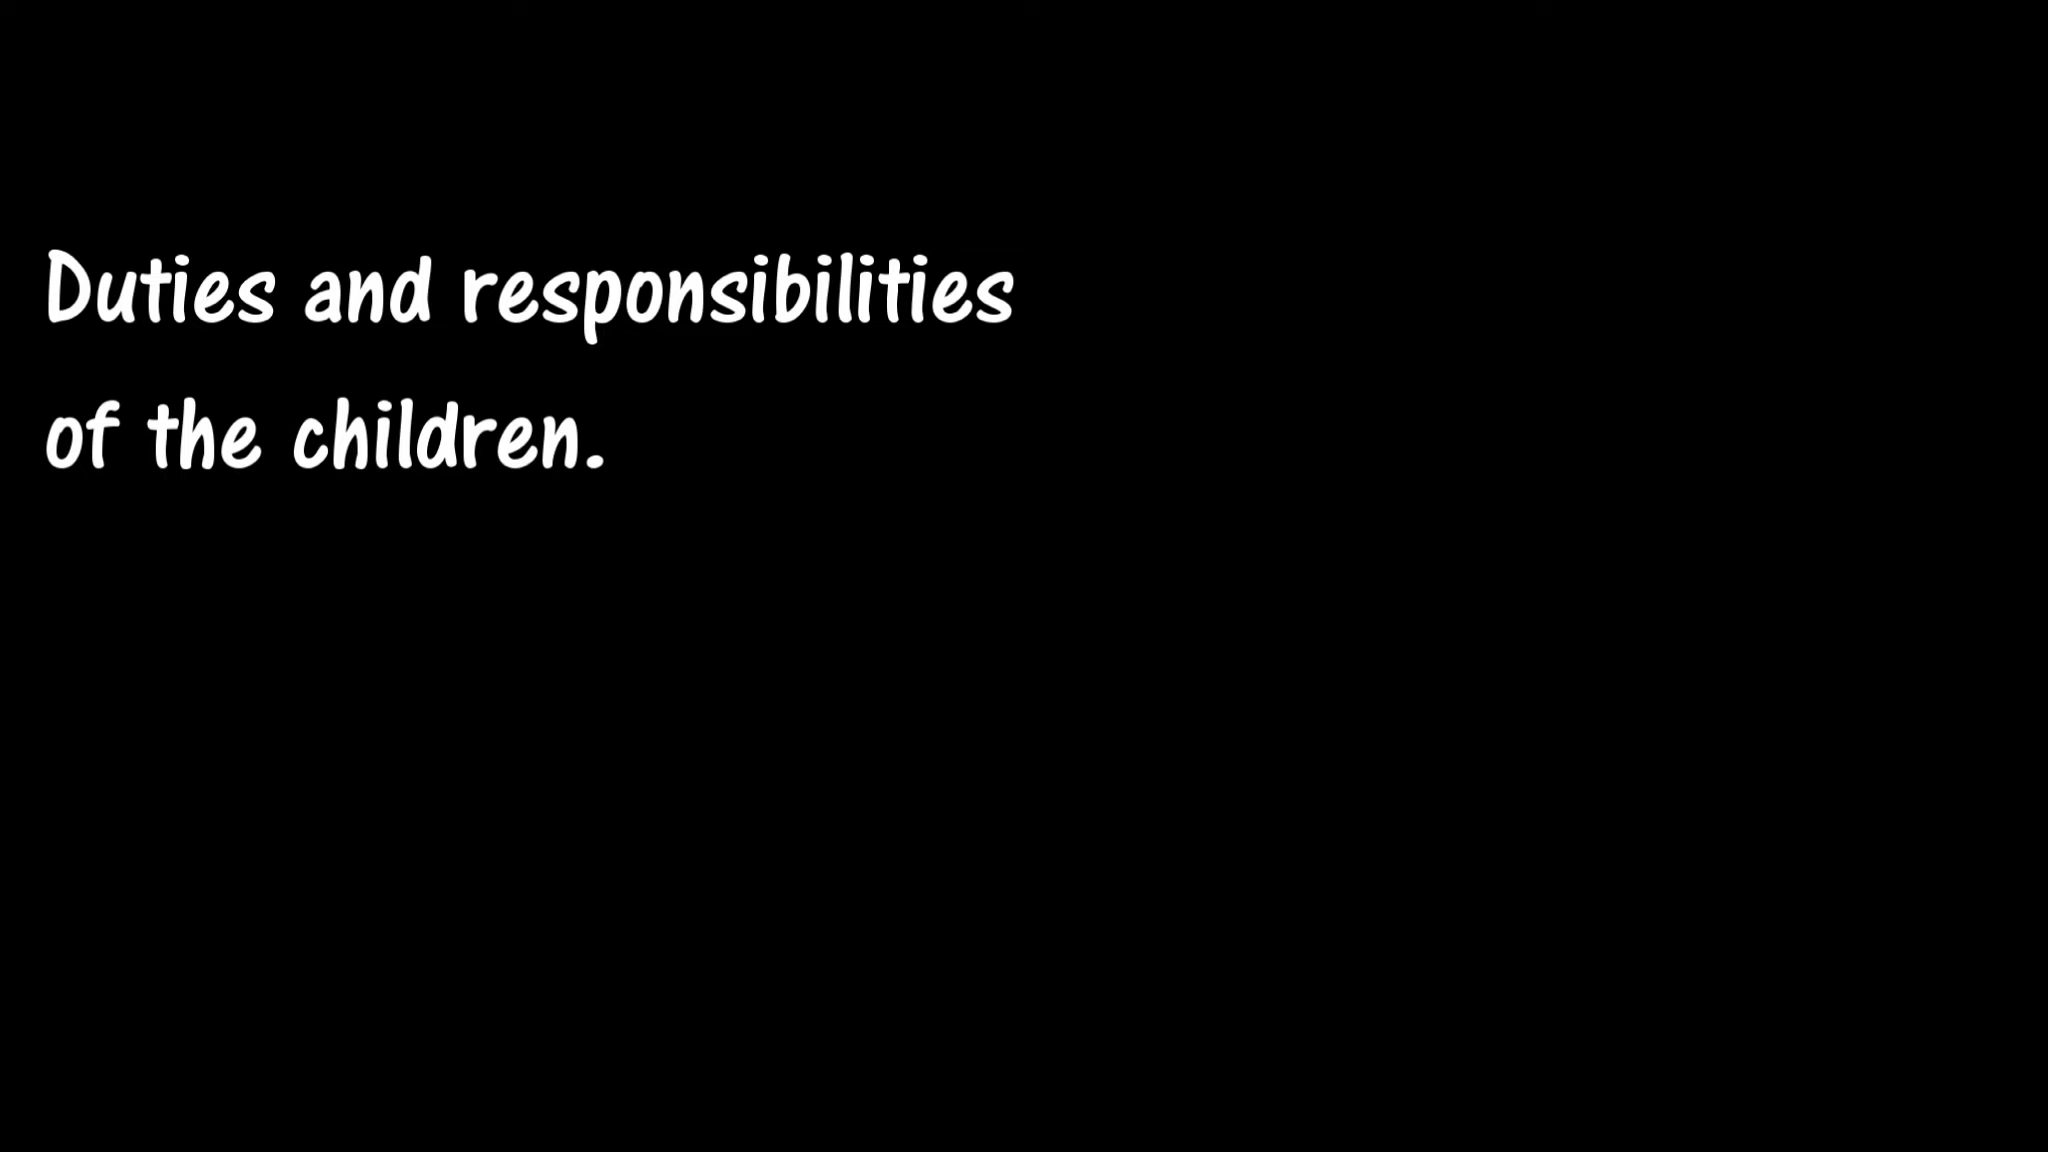 Duties and responsibilities
of the children.